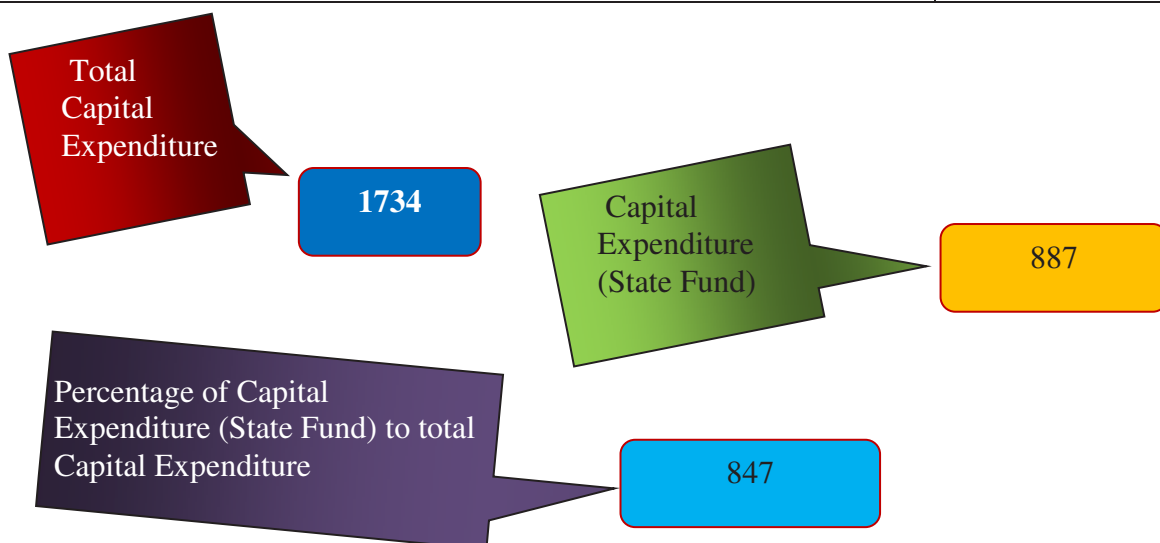 Total
Capital
Expenditure
1734
Capital
Expenditure
(State Fund)
887
Percentage of Capital
Expenditure (State Fund) to total
Capital Expenditure
847